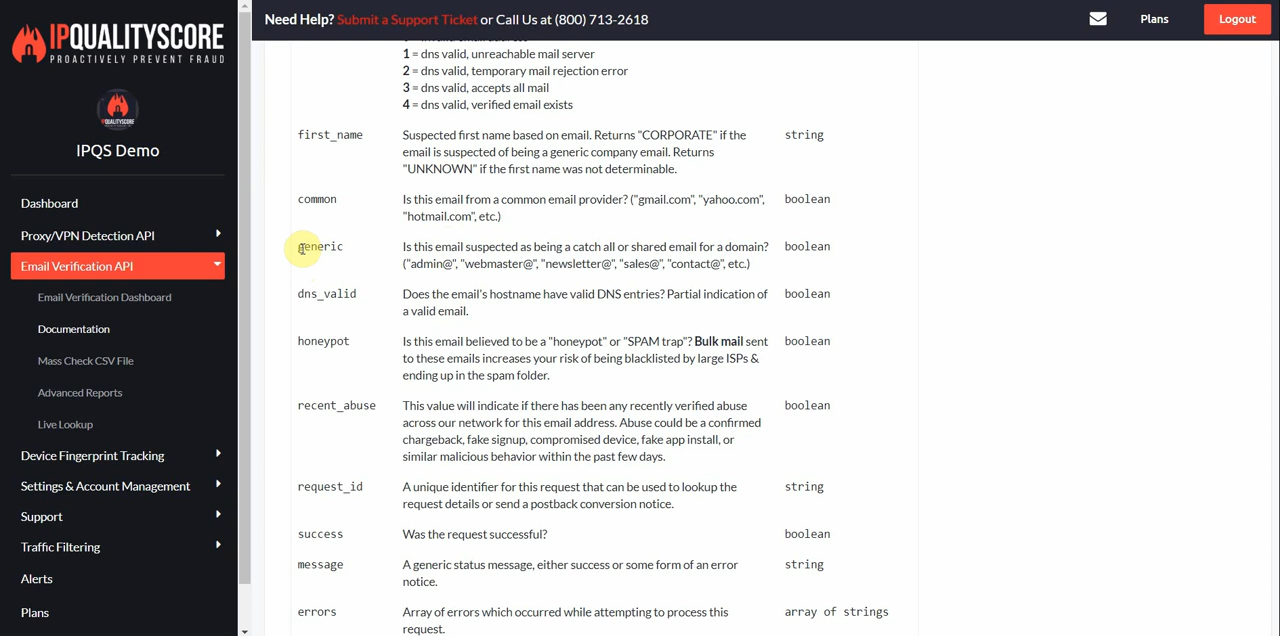 IPQUALITYSCORE
PROACTIVELY PREVENT FRAUD
IPQUALITYSCORE
IPQS Demo
Dashboard
Proxy/VPN Detection API
Email Verification API
Email Verification Dashboard
Documentation
Mass Check CSV File
Advanced Reports
Live Lookup
Device Fingerprint Tracking
Settings & Account Management
Support
Traffic Filtering
Alerts
Plans
Need Help? Submit a Support Ticket or Call Us at (800) 713-2618
Plans
Logout
1 = dns valid, unreachable mail server
2 = dns valid, temporary mail rejection error
3 = dns valid, accepts all mail
4 = dns valid, verified email exists
first_name Suspected first name based on email. Returns "CORPORATE" if the string
email is suspected of being a generic company email. Returns
"UNKNOWN" if the first name was not determinable.
common Is this email from a common email provider? ("gmail.com", "yahoo.com", boolean
"hotmail.com", etc.)
generic Is this email suspected as being a catch all or shared email for a domain? boolean
("admin@", "webmaster@", "newsletter@", "sales@", "contact@", etc.)
dns_valid Does the email's hostname have valid DNS entries? Partial indication of boolean
a valid email.
honeypot Is this email believed to be a "honeypot" or "SPAM trap"? Bulk mail sent boolean
to these emails increases your risk of being blacklisted by large ISPs &
ending up in the spam folder.
recent_abuse This value will indicate if there has been any recently verified abuse boolean
across our network for this email address. Abuse could be a confirmed
chargeback, fake signup, compromised device, fake app install, or
similar malicious behavior within the past few days.
request_id A unique identifier for this request that can be used to lookup the string
request details or send a postback conversion notice.
success Was the request successful? boolean
message A generic status message, either success or some form of an error string
notice.
errors Array of errors which occurred while attempting to process this array of strings
request.